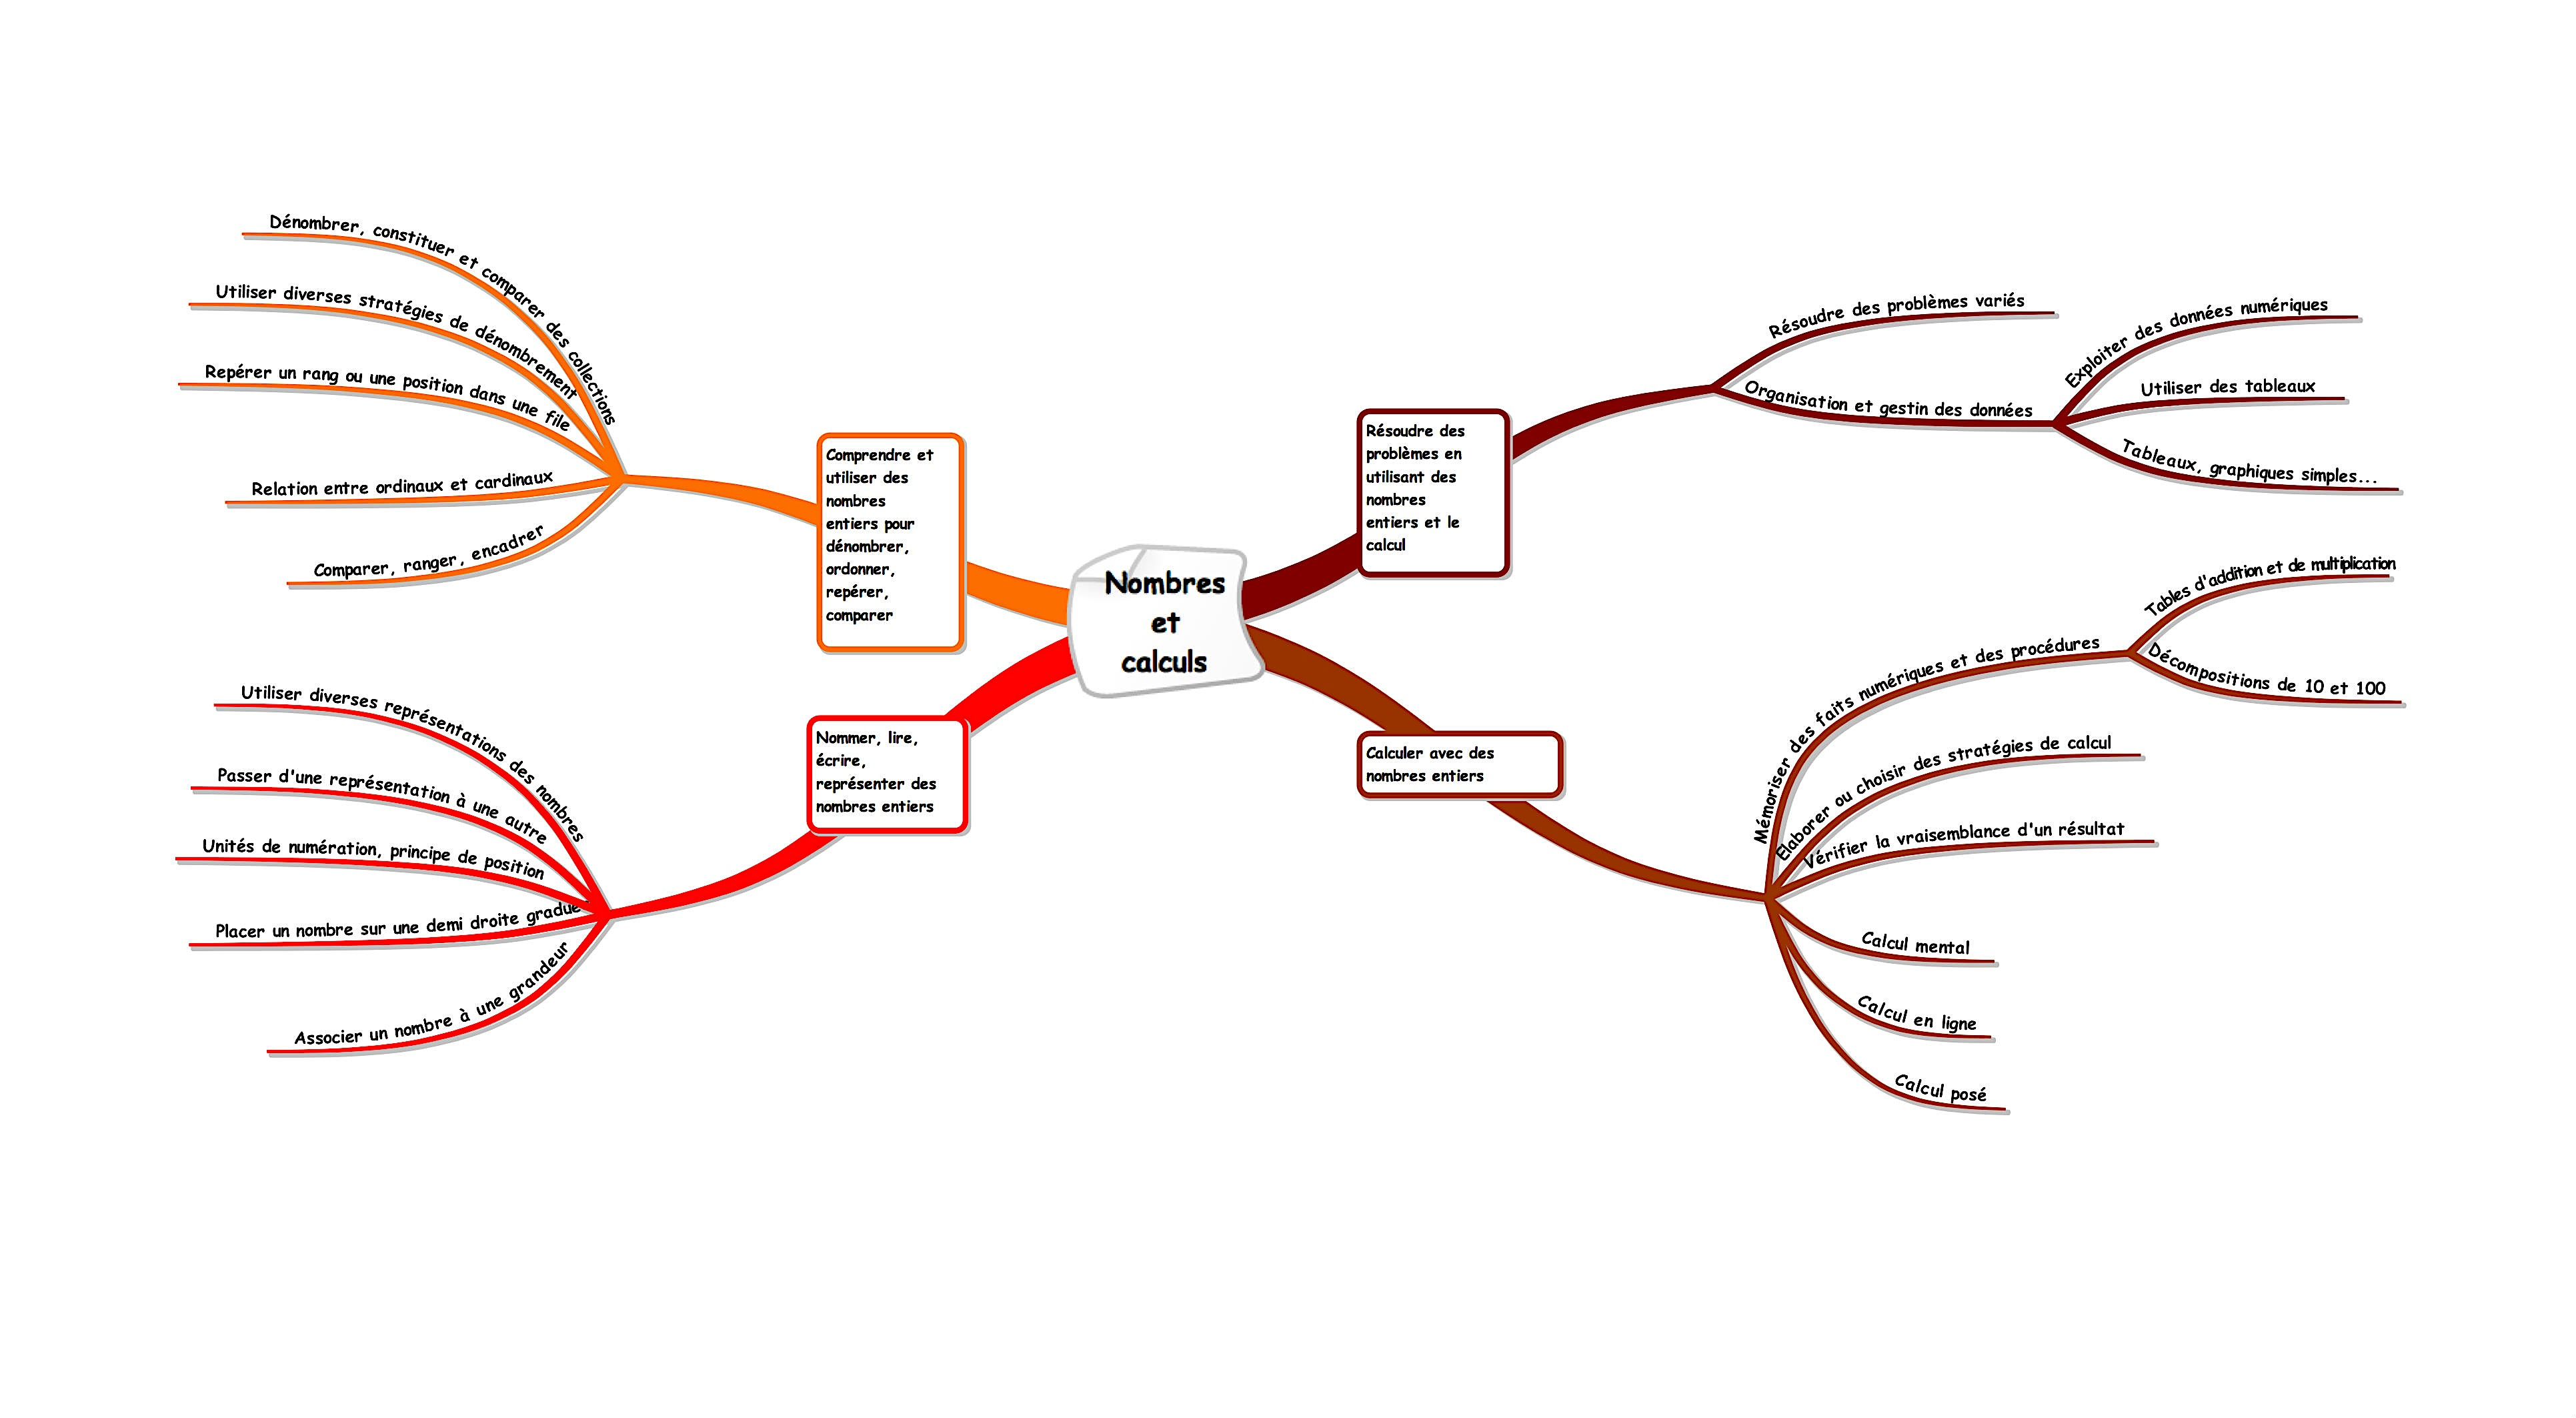 Nombres
et
calculs
Comprendre et
utiliser des
nombres
entiers pour
dénombrer,
ordonner,
repérer,
comparer
Dénombrer, constituer et comparer des collections
Utiliser diverses stratégies de dénombrement
Repérer un rang ou une position dans une file
Relation entre ordinaux et cardinaux
Comparer, ranger, encadrer
Nommer, lire,
écrire,
représenter des
nombres entiers
Utiliser diverses représentations des nombres
Passer d'une représentation à une autre
Unités de numération, principe de position
Placer un nombre sur une demi droite gradue
Associer un nombre à une grandeur
Résoudre des
problèmes en
utilisant des
nombres
entiers et le
calcul
Résoudre des problèmes variés
Organisation et gestin des données
Exploiter des données numériques
Utiliser des tableaux
Tableaux, graphiques simples...
Calculer avec des
nombres entiers
Mémoriser des faits numériques et des procédures
Tables d'addition et de multiplication
Décompositions de 10 et 100
Elaborer ou choisir des stratégies de calcul
Vérifier la vraisemblance d'un résultat
Calcul mental
Calcul en ligne
Calcul posé